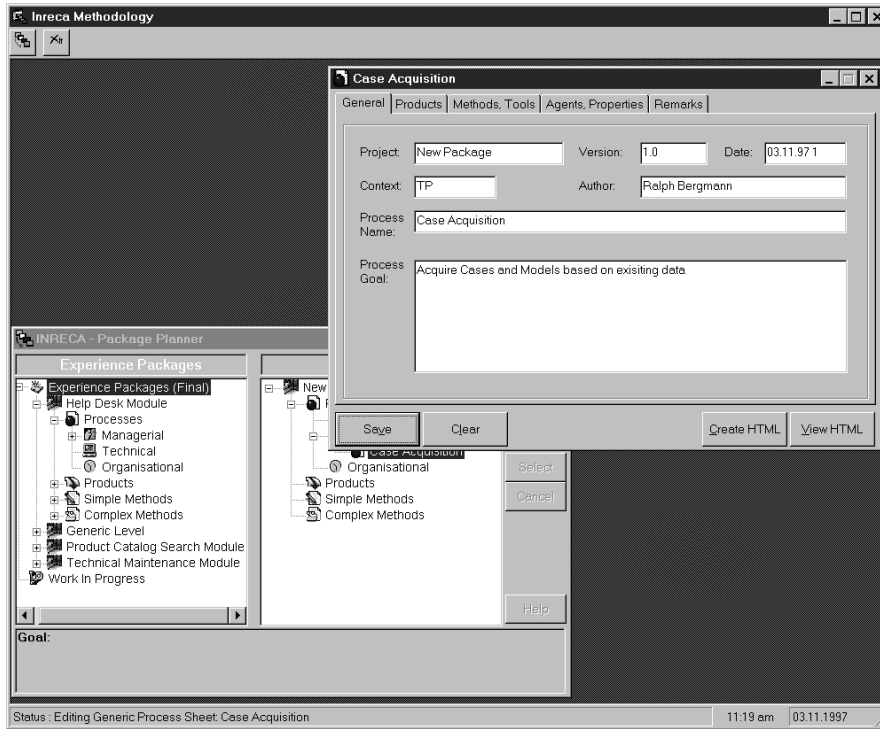 Inreca Methodology
XIt
Case Acquisition
General Products Methods, Tools Agents, Properties Remarks
Project: New Package Version: 1.0 Date: 03.11.97 1
Context: TP Author: Ralph Bergmann
Process Name: Case Acquisition
Process Goal: Acquire Cases and Models based on exisiting data
Save Clear Create HTML View HTML
INRECA - Package Planner
Experience Packages
Experience Packages (Final)
Help Desk Module
Processes
Managerial
Technical
Organisational
Products
Simple Methods
Complex Methods
Generic Level
Product Catalog Search Module
Technical Maintenance Module
Work In Progress
New
Case Acquisition
Organisational
Products
Simple Methods
Complex Methods
Select
Cancel
Help
Goal:
Status : Editing Generic Process Sheet: Case Acquisition 11:19 am 03.11.1997